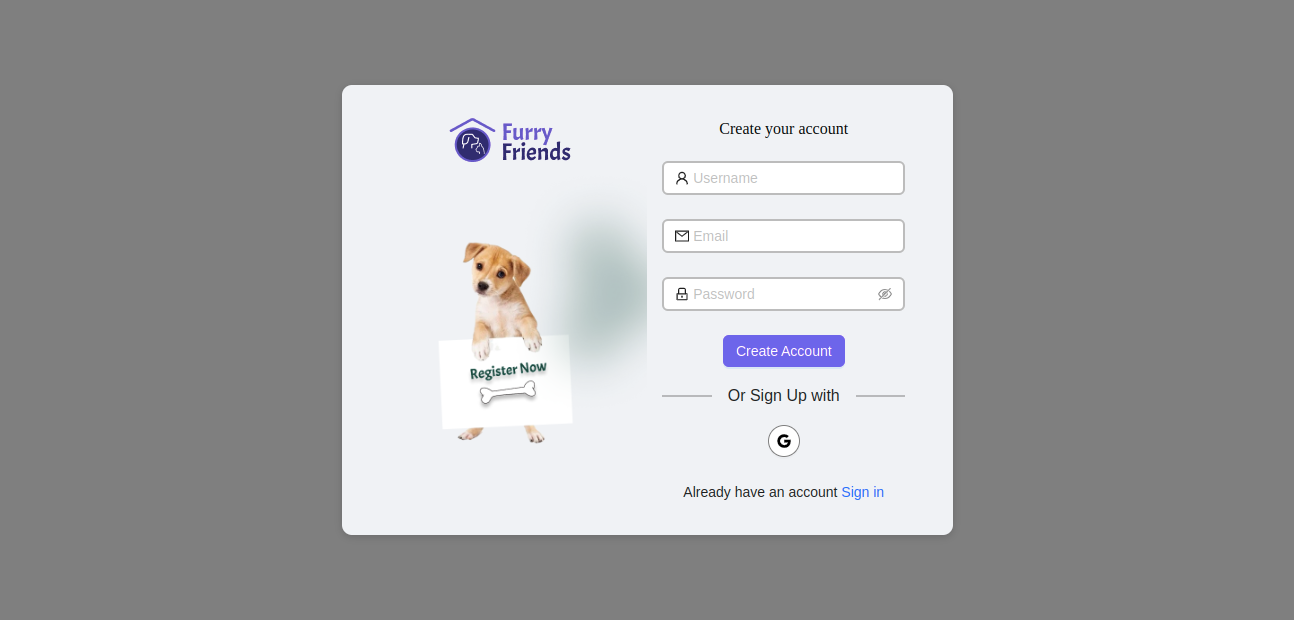 Furry
Friends
Register Now
Create your account
Username
Email
Password
Create Account
Or Sign Up with
G
Already have an account Sign in